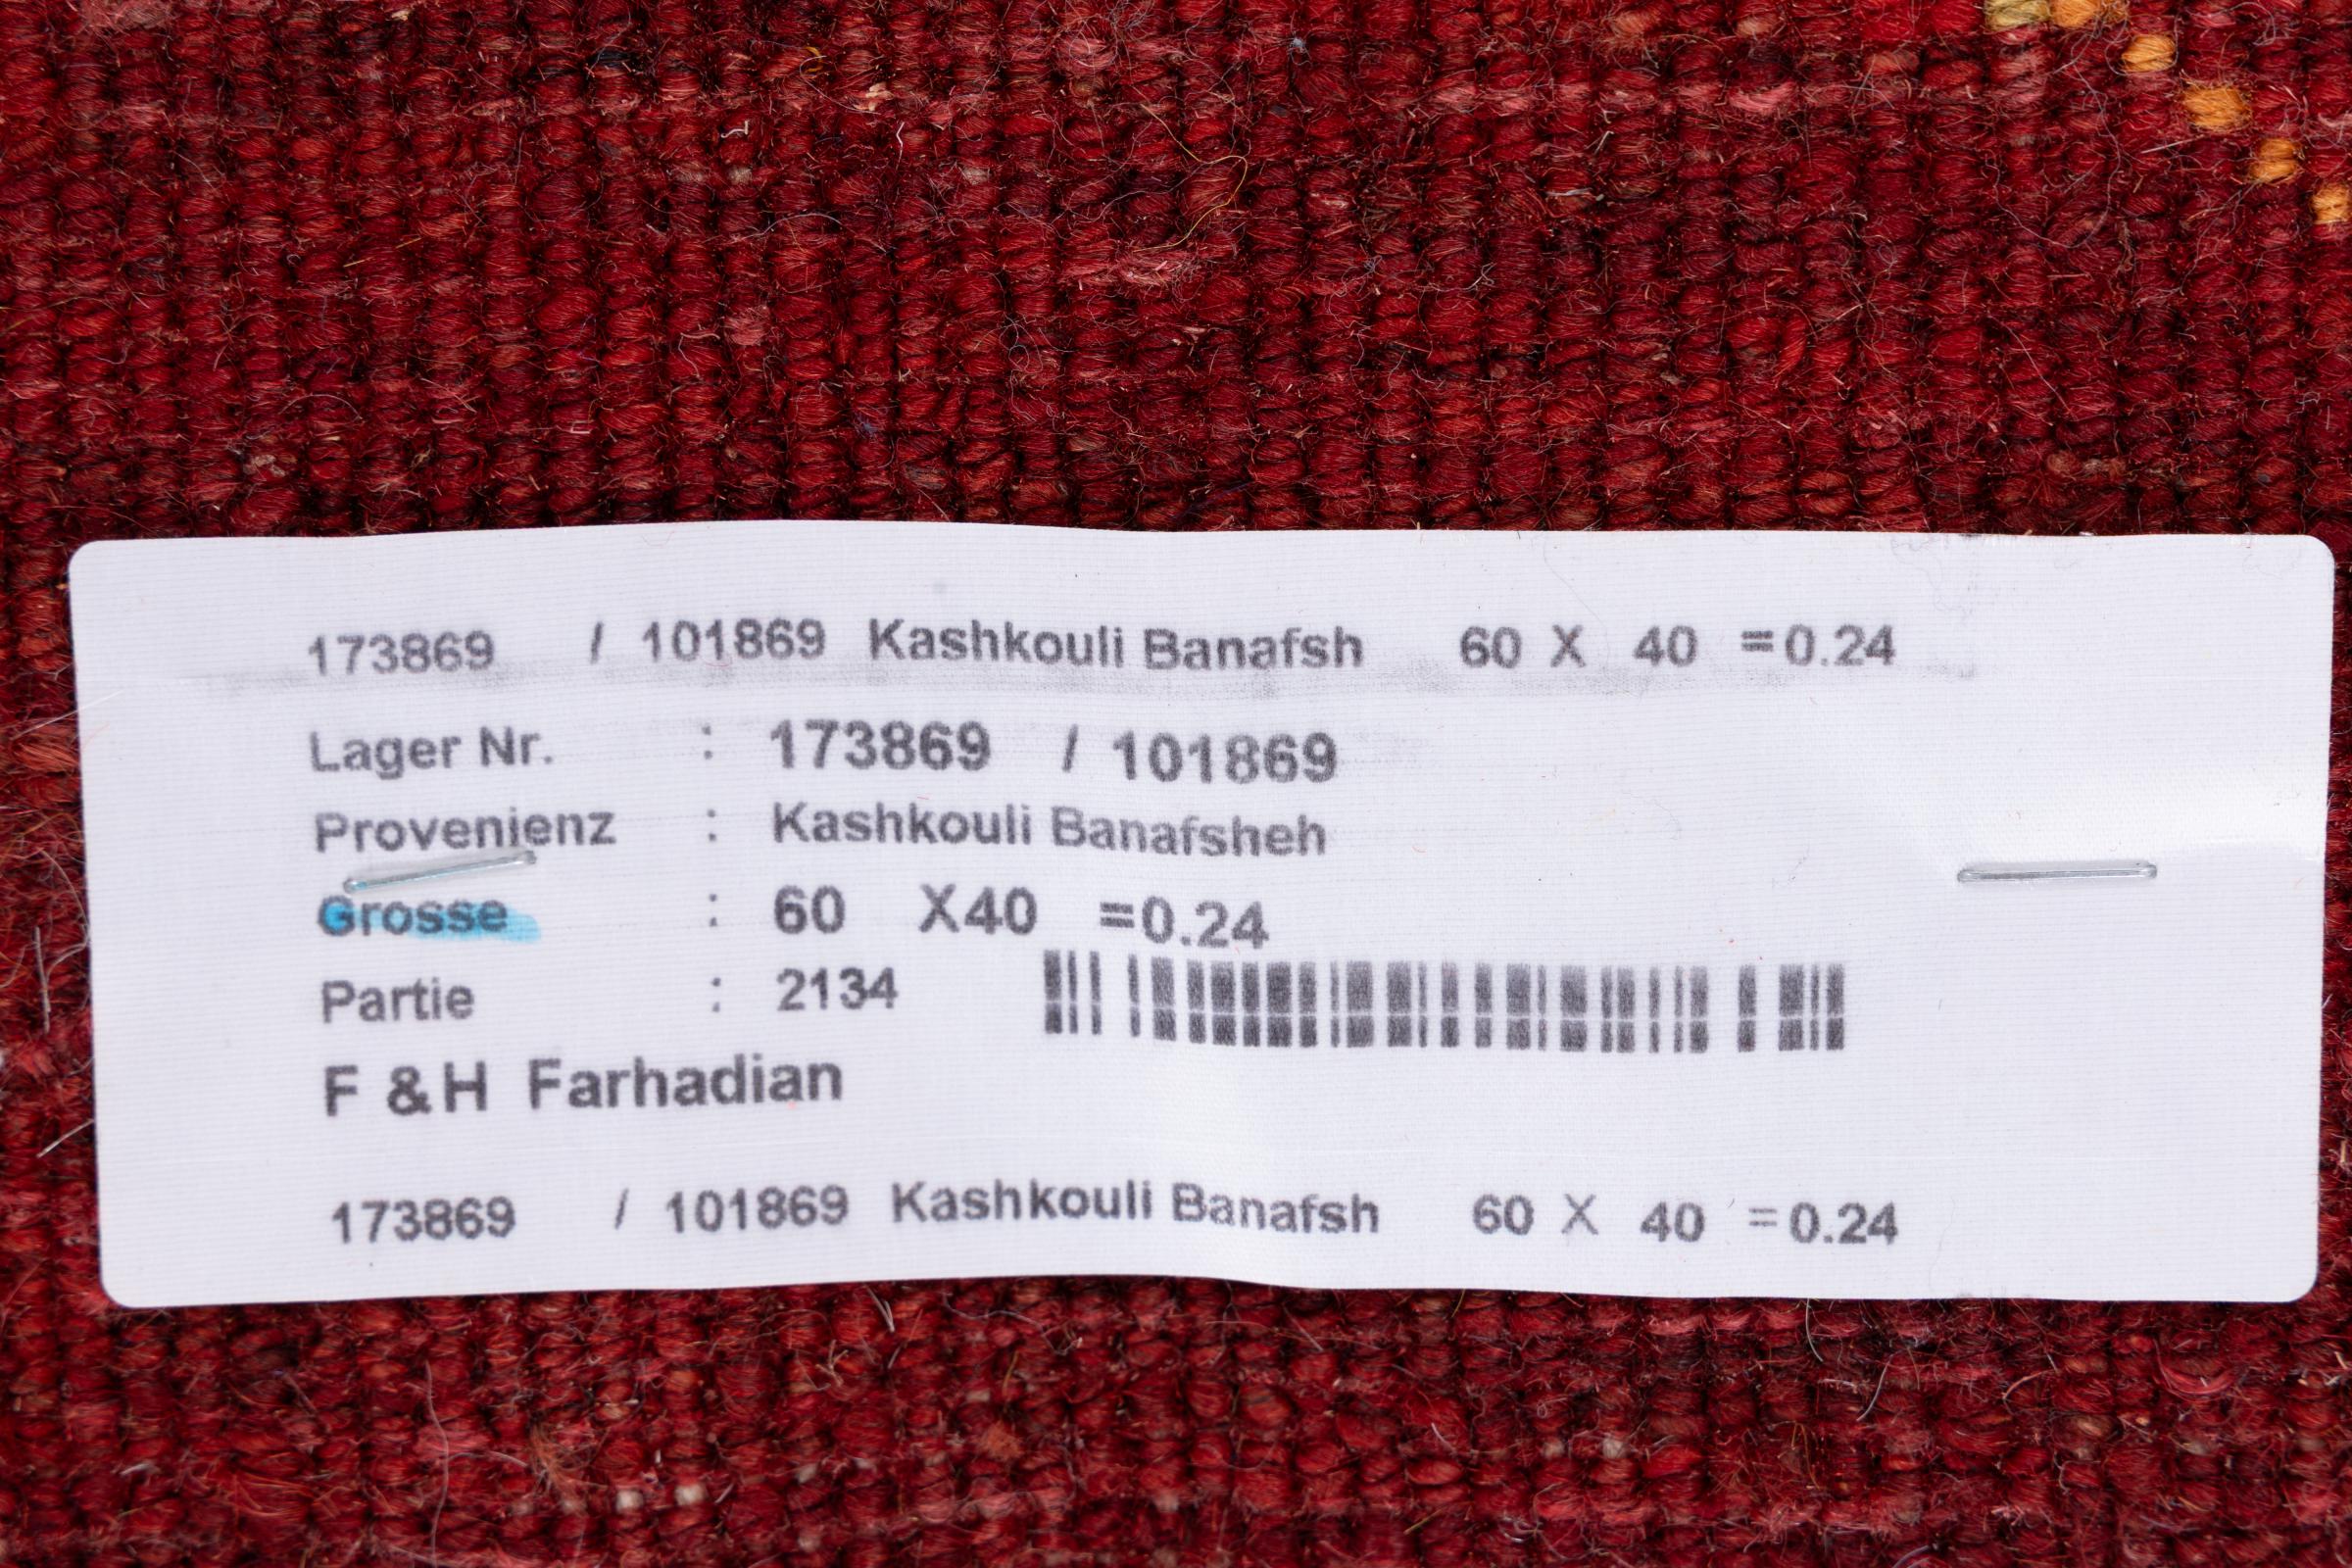 173869 / 101869 Kashkouli Banafsh 60 X 40 =0.24
Lager Nr. : 173869 / 101869
Provenienz : Kashkouli Banafsheh
Grosse : 60 X40 =0.24
Partie : 2134
F &H Farhadian
173869 / 101869 Kashkouli Banafsh 60 X 40 =0.24